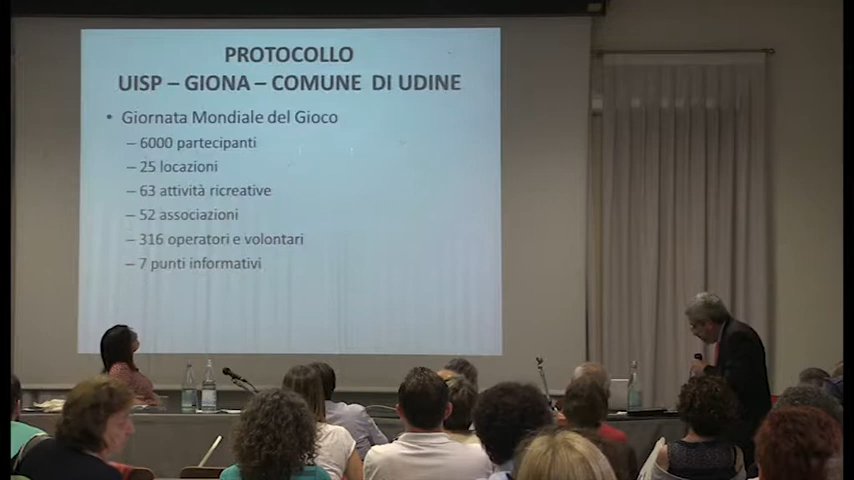 PROTOCOLLO
UISP – GIONA – COMUNE DI UDINE
• Giornata Mondiale del Gioco
– 6000 partecipanti
– 25 locazioni
– 63 attività ricreative
– 52 associazioni
– 316 operatori e volontari
– 7 punti informativi